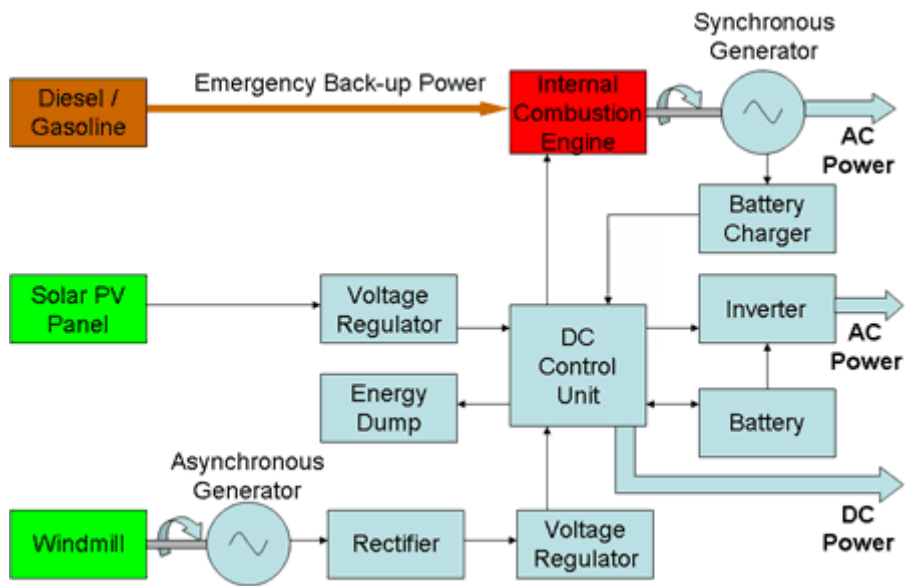 Synchronous
Generator
Diesel /
Gasoline
Emergency Back-up Power
Internal
Combustion
Engine
AC
Power
Battery
Charger
Solar PV
Panel
Voltage
Regulator
DC
Control
Unit
Inverter
AC
Power
Energy
Dump
Battery
Asynchronous
Generator
DC
Power
Windmill
Rectifier
Voltage
Regulator